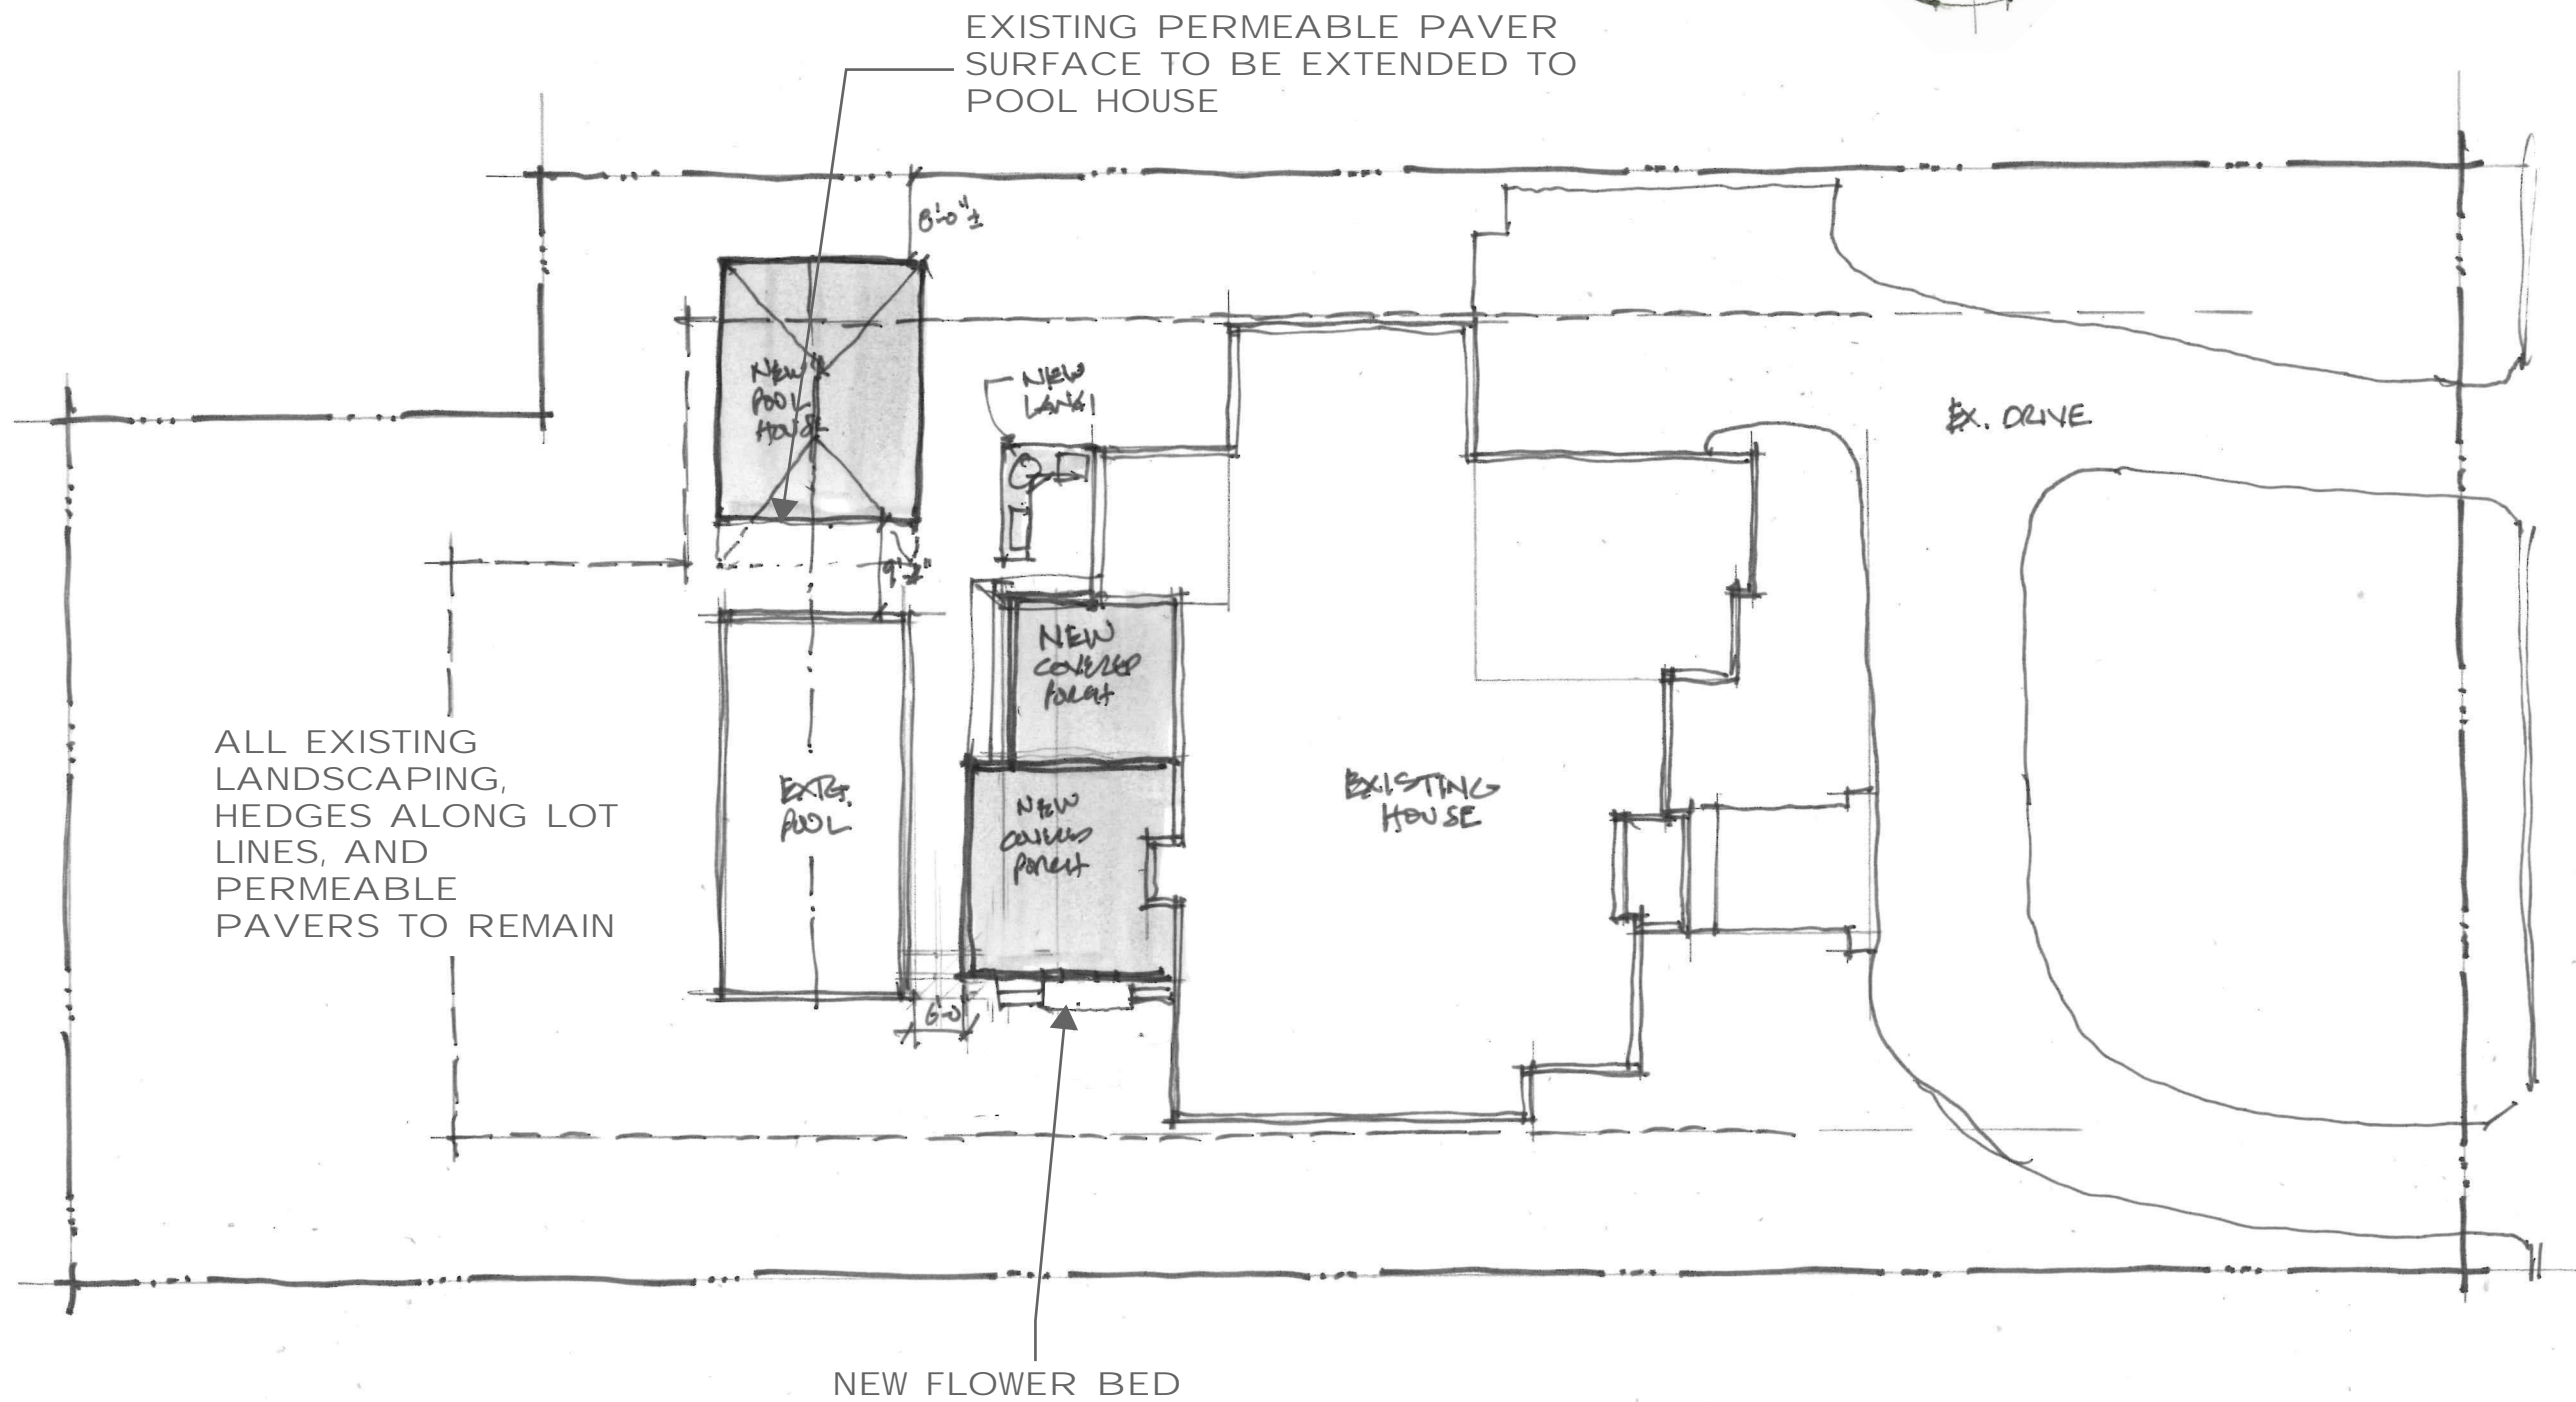 EXISTING PERMEABLE PAVER
SURFACE TO BE EXTENDED TO
POOL HOUSE
8'-0"±
NEW
POOL
HOUSE
NEW
LANAI
EX. DRIVE
NEW
COVERED
PORCH
ALL EXISTING
LANDSCAPING,
HEDGES ALONG LOT
LINES, AND
PERMEABLE
PAVERS TO REMAIN
EXTG.
POOL
NEW
COVERED
PORCH
EXISTING
HOUSE
6'-0
NEW FLOWER BED